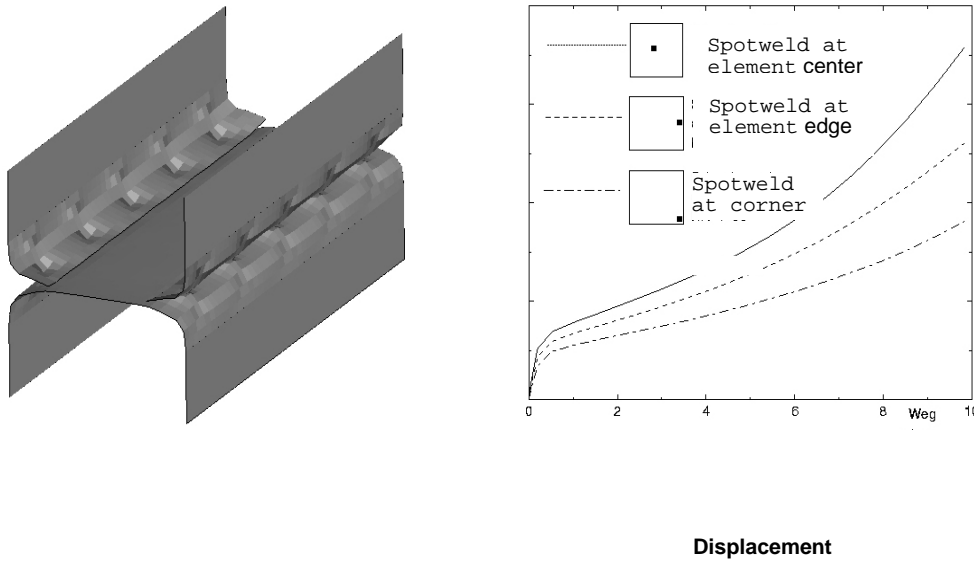 Spotweld at
element center
Spotweld at
element edge
Spotweld
at corner
0 2 4 6 8 Weg 10
Displacement